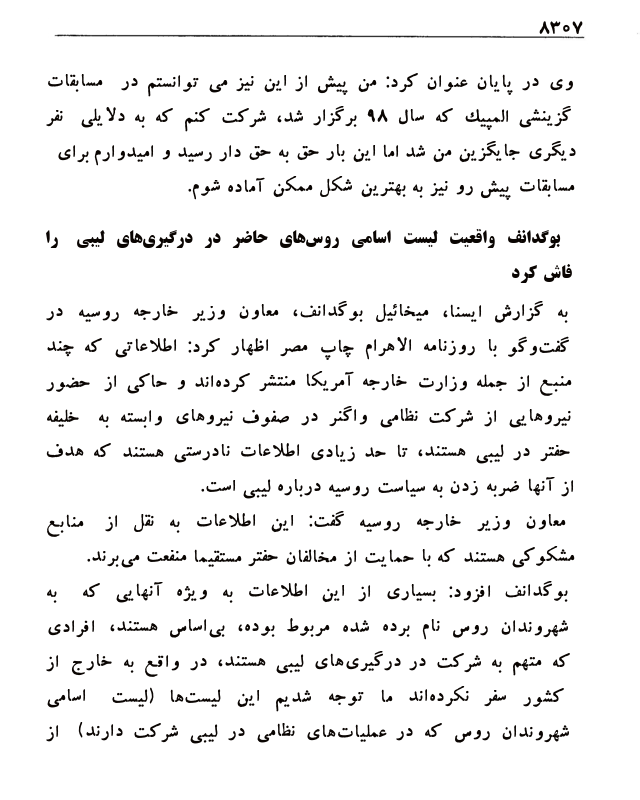 ۸۳۰۷
وی در پایان عنوان کرد: من پیش از این نیز می توانستم در مسابقات
گزینشی المپیك که سال ۹۸ برگزار شد، شرکت کنم که به دلایلی نفر
دیگری جایگزین من شد اما این بار حق به حق دار رسید و امیدوارم برای
مسابقات پیش رو نیز به بهترین شکل ممکن آماده شوم.
بوگدانف واقعیت لیست اسامی روس‌های حاضر در درگیری‌های لیبی را
فاش کرد
به گزارش ایسنا، میخائیل بوگدانف، معاون وزیر خارجه روسیه در
گفت‌وگو با روزنامه الاهرام چاپ مصر اظهار کرد: اطلاعاتی که چند
منبع از جمله وزارت خارجه آمریکا منتشر کرده‌اند و حاکی از حضور
نیروهایی از شرکت نظامی واگنر در صفوف نیروهای وابسته به خلیفه
حفتر در لیبی هستند، تا حد زیادی اطلاعات نادرستی هستند که هدف
از آنها ضربه زدن به سیاست روسیه درباره لیبی است.
معاون وزیر خارجه روسیه گفت: این اطلاعات به نقل از منابع
مشکوکی هستند که با حمایت از مخالفان حفتر مستقیما منفعت می‌برند.
بوگدانف افزود: بسیاری از این اطلاعات به ویژه آنهایی که به
شهروندان روس نام برده شده مربوط بوده، بی‌اساس هستند، افرادی
که متهم به شرکت در درگیری‌های لیبی هستند، در واقع به خارج از
کشور سفر نکرده‌اند ما توجه شدیم این لیست‌ها (لیست اسامی
شهروندان روس که در عملیات‌های نظامی در لیبی شرکت دارند) از